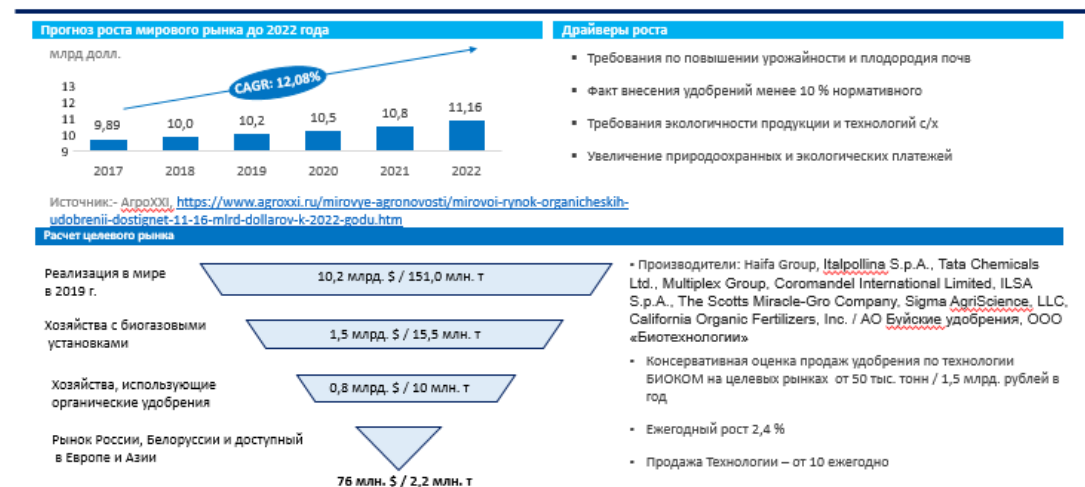 Прогноз роста мирового рынка до 2022 года
млрд долл.
CAGR: 12,08%
13
12
11
10
9
9,89
10,0
10,2
10,5
10,8
11,16
2017
2018
2019
2020
2021
2022
Источник:- АгроXXI, https://www.agroxxi.ru/mirovye-agronovosti/mirovoi-rynok-organicheskih-
udobrenii-dostignet-11-16-mlrd-dollarov-k-2022-godu.htm
Драйверы роста
▪ Требования по повышении урожайности и плодородия почв
▪ Факт внесения удобрений менее 10 % нормативного
▪ Требования экологичности продукции и технологий с/х
▪ Увеличение природоохранных и экологических платежей
Расчет целевого рынка
Реализация в мире
в 2019 г.
10,2 млрд. $ / 151,0 млн. т
Хозяйства с биогазовыми
установками
1,5 млрд. $ / 15,5 млн. т
Хозяйства, использующие
органические удобрения
0,8 млрд. $ / 10 млн. т
Рынок России, Белоруссии и доступный
в Европе и Азии
76 млн. $ / 2,2 млн. т
• Производители: Haifa Group, Italpollina S.p.A., Tata Chemicals
Ltd., Multiplex Group, Coromandel International Limited, ILSA
S.p.A., The Scotts Miracle-Gro Company, Sigma AgriScience, LLC,
California Organic Fertilizers, Inc. / АО Буйские удобрения, ООО
«Биотехнологии»
• Консервативная оценка продаж удобрения по технологии
БИОКОМ на целевых рынках от 50 тыс. тонн / 1,5 млрд. рублей в
год
• Ежегодный рост 2,4 %
• Продажа Технологии – от 10 ежегодно